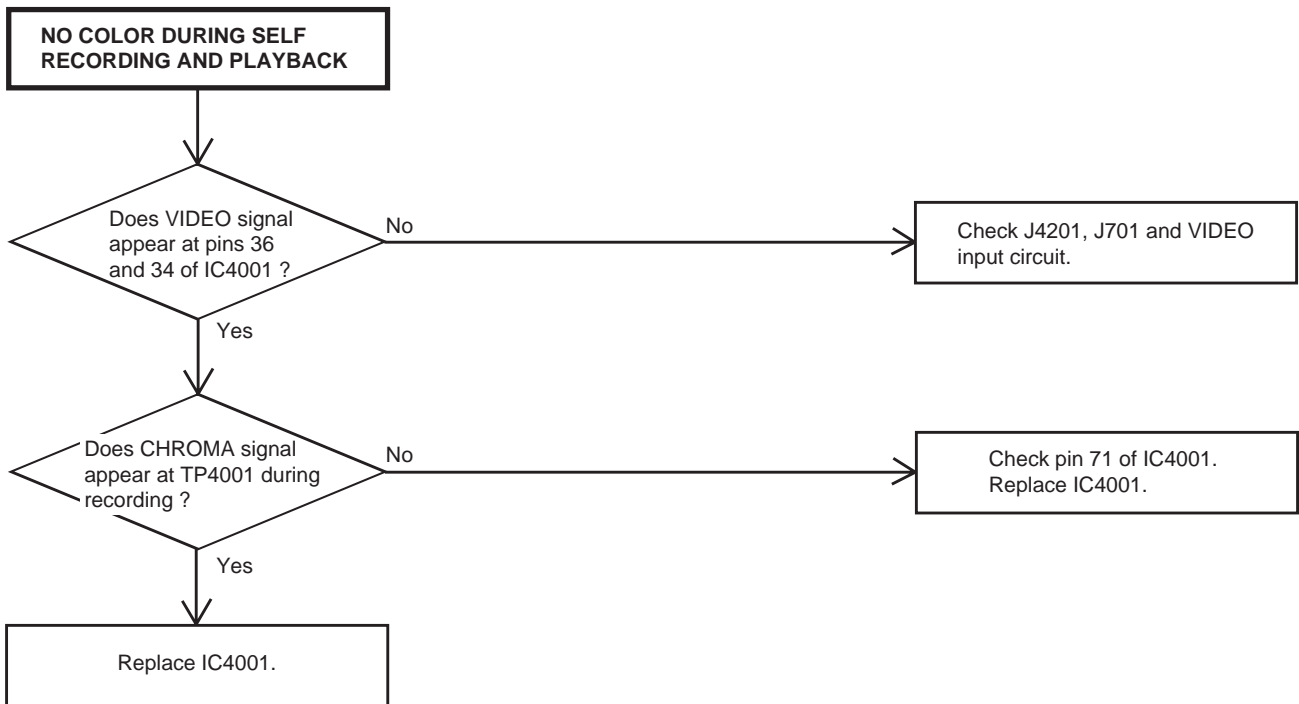 NO COLOR DURING SELF
RECORDING AND PLAYBACK
Does VIDEO signal
appear at pins 36
and 34 of IC4001 ?
No
Check J4201, J701 and VIDEO
input circuit.
Yes
Does CHROMA signal
appear at TP4001 during
recording ?
No
Check pin 71 of IC4001.
Replace IC4001.
Yes
Replace IC4001.